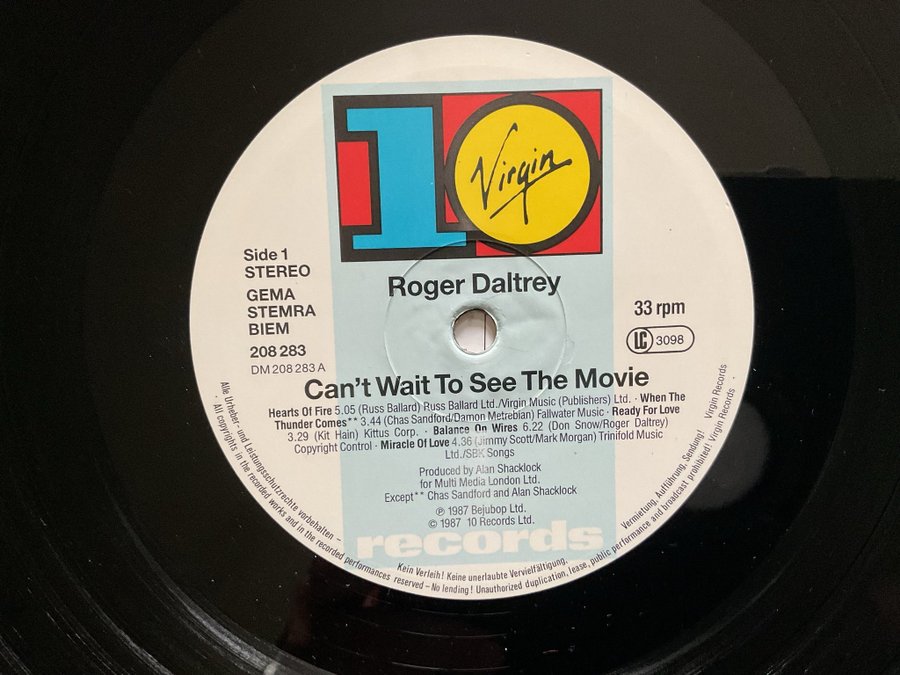 10
Virgin
Side 1
STEREO
GEMA
STEMRA
BIEM
208 283
DM 208 283 A
Roger Daltrey
33 rpm
LC 3098
Can't Wait To See The Movie
Hearts Of Fire 5.05 (Russ Ballard) Russ Ballard Ltd./Virgin Music (Publishers) Ltd. · When The
Thunder Comes** 3.44 (Chas Sandford/Damon Metrebian) Fallwater Music · Ready For Love
3.29 (Kit Hain) Kittus Corp. · Balance On Wires 6.22 (Don Snow/Roger Daltrey)
Copyright Control · Miracle Of Love 4.36 (Jimmy Scott/Mark Morgan) Trinifold Music
Ltd./SBK Songs
Produced by Alan Shacklock
for Multi Media London Ltd.
Except** Chas Sandford and Alan Shacklock
℗ 1987 Bejubop Ltd.
© 1987 10 Records Ltd.
records
Alle Urheber- und Leistungsschutzrechte vorbehalten – Kein Verleih! Keine unerlaubte Vervielfältigung, Vermietung, Aufführung, Sendung! Virgin Records
· All copyrights in the recorded works and in the recorded performances reserved – No lending! Unauthorized duplication, lease, public performance and broadcast prohibited! Virgin Records